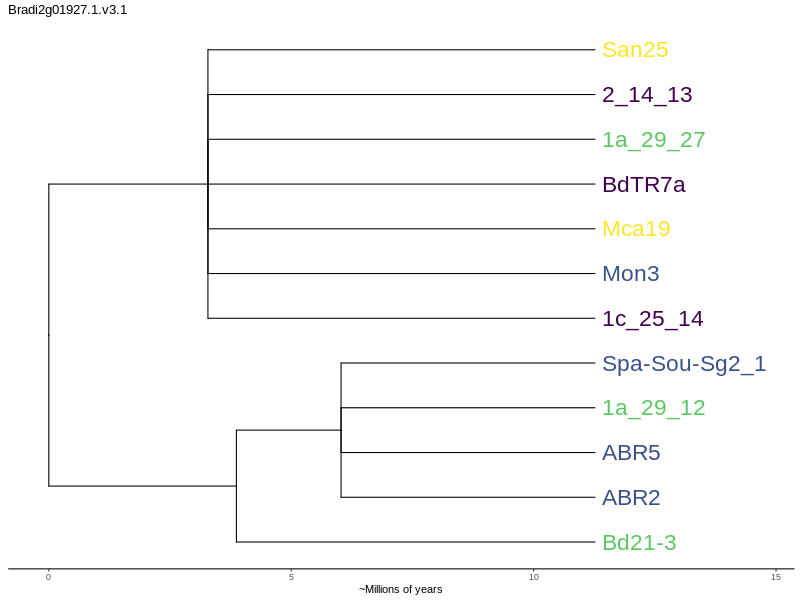 Bradi2g01927.1.v3.1
San25
2_14_13
1a_29_27
BdTR7a
Mca19
Mon3
1c_25_14
Spa-Sou-Sg2_1
1a_29_12
ABR5
ABR2
Bd21-3
0 5 10 15
~Millions of years